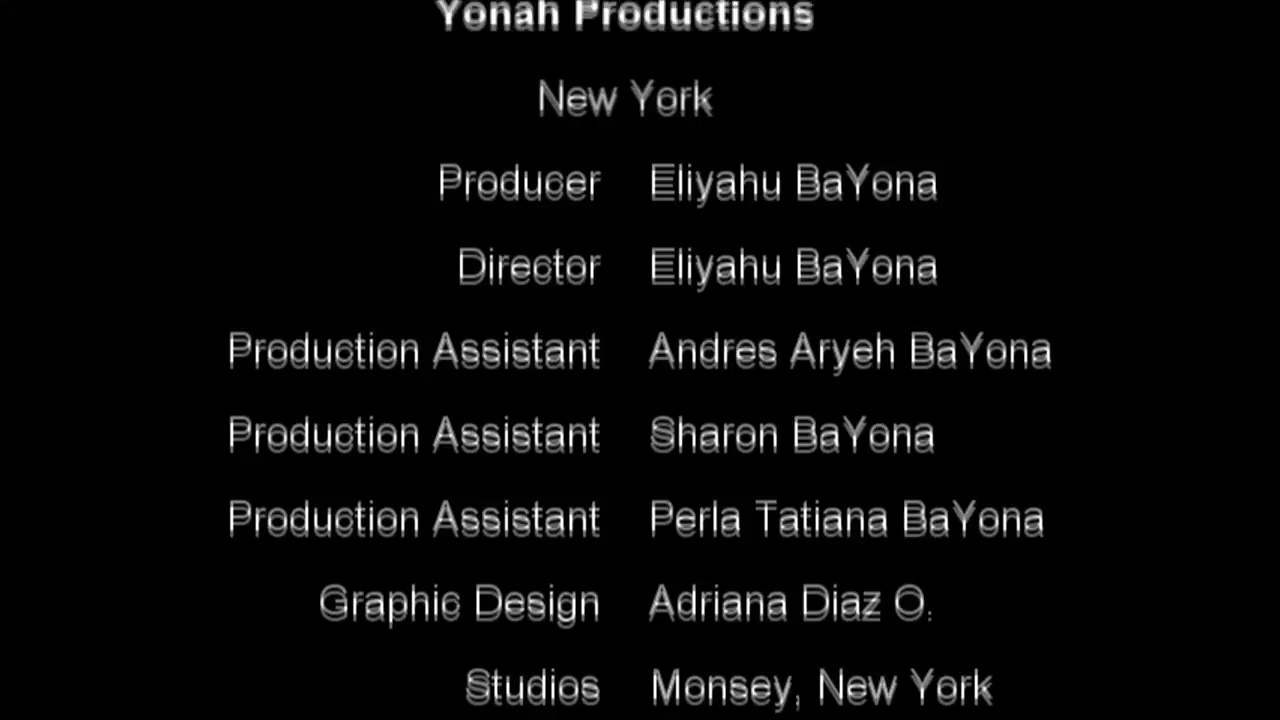 Yonah Productions
New York
Producer Eliyahu BaYona
Director Eliyahu BaYona
Production Assistant Andres Aryeh BaYona
Production Assistant Sharon BaYona
Production Assistant Perla Tatiana BaYona
Graphic Design Adriana Diaz O.
Studios Monsey, New York